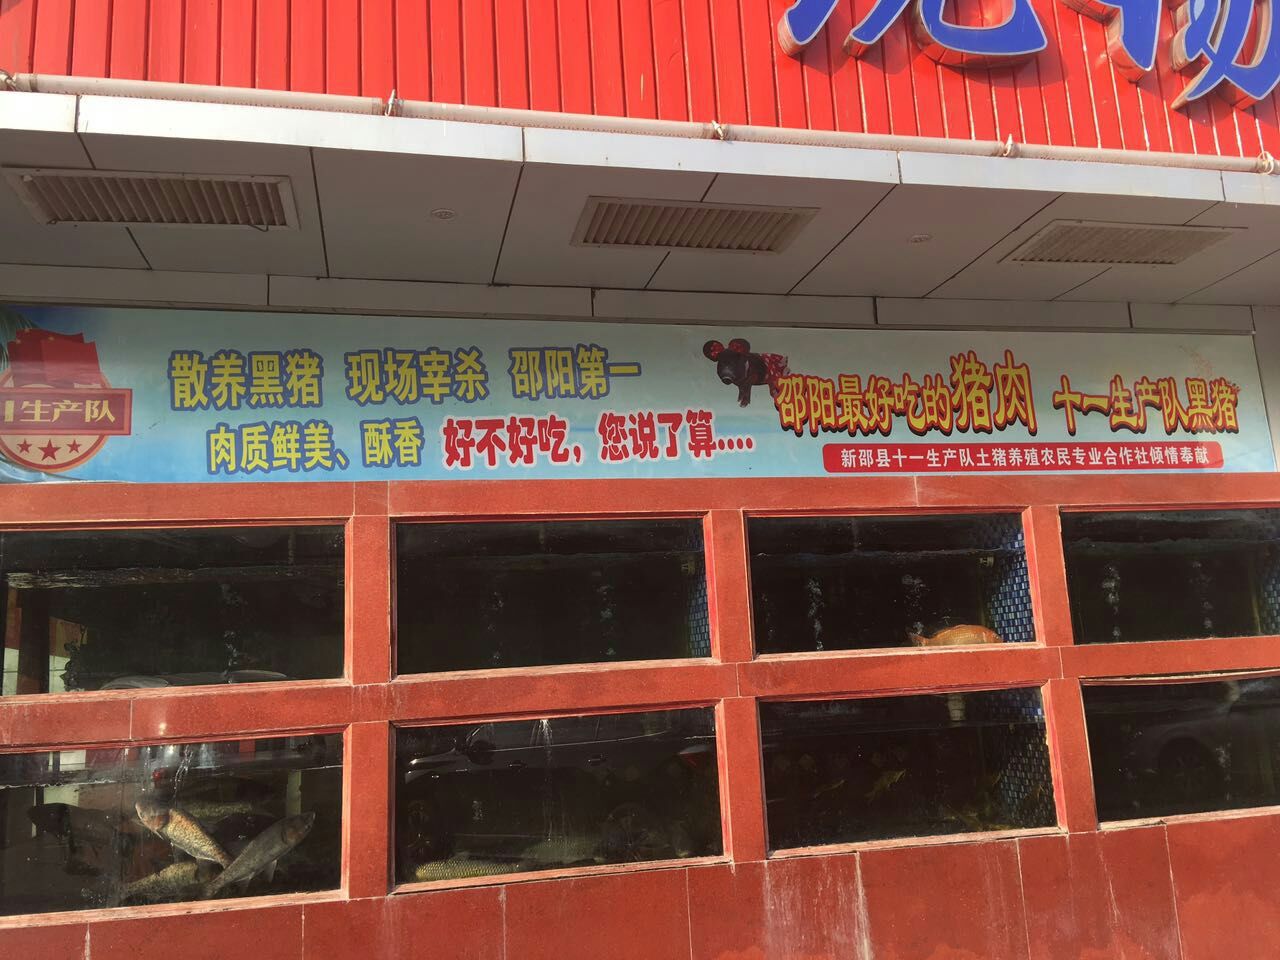 生产队
散养黑猪 现场宰杀 邵阳第一
肉质鲜美、酥香 好不好吃，您说了算....
邵阳最好吃的猪肉 十一生产队黑猪
新邵县十一生产队土猪养殖农民专业合作社倾情奉献